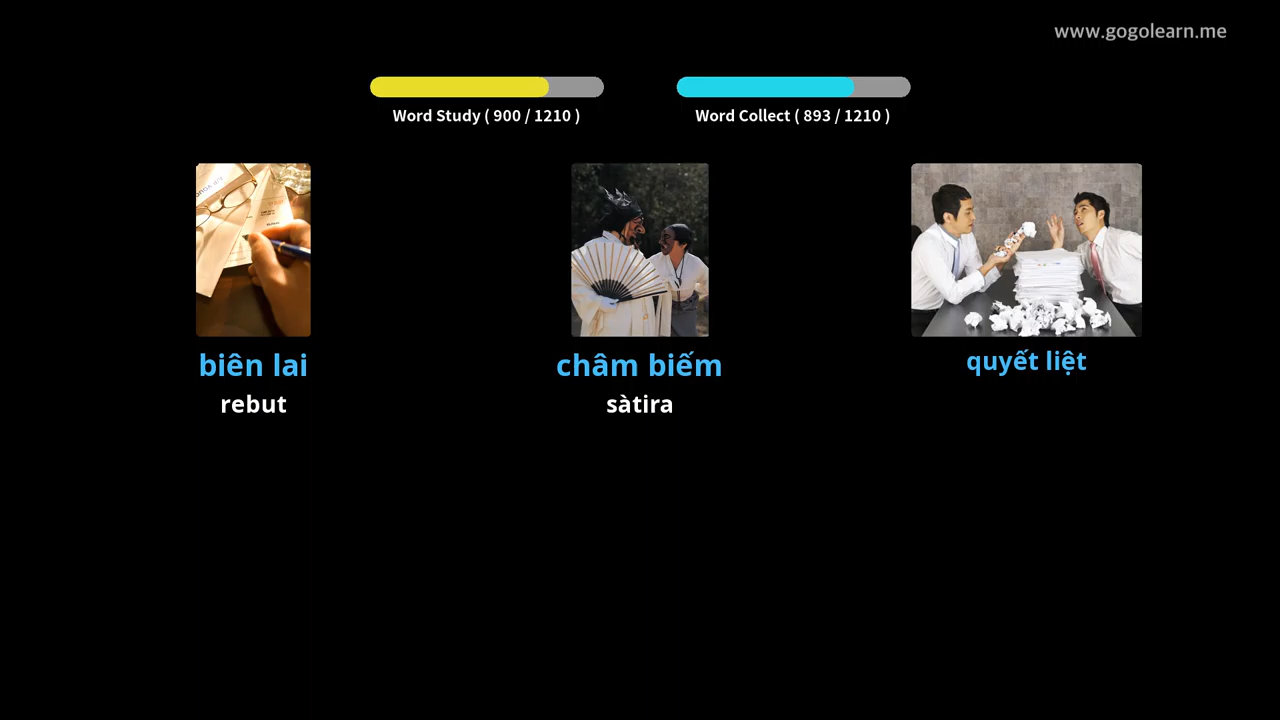 www.gogolearn.me
Word Study ( 900 / 1210 )
Word Collect ( 893 / 1210 )
biên lai
châm biếm
quyết liệt
rebut
sàtira